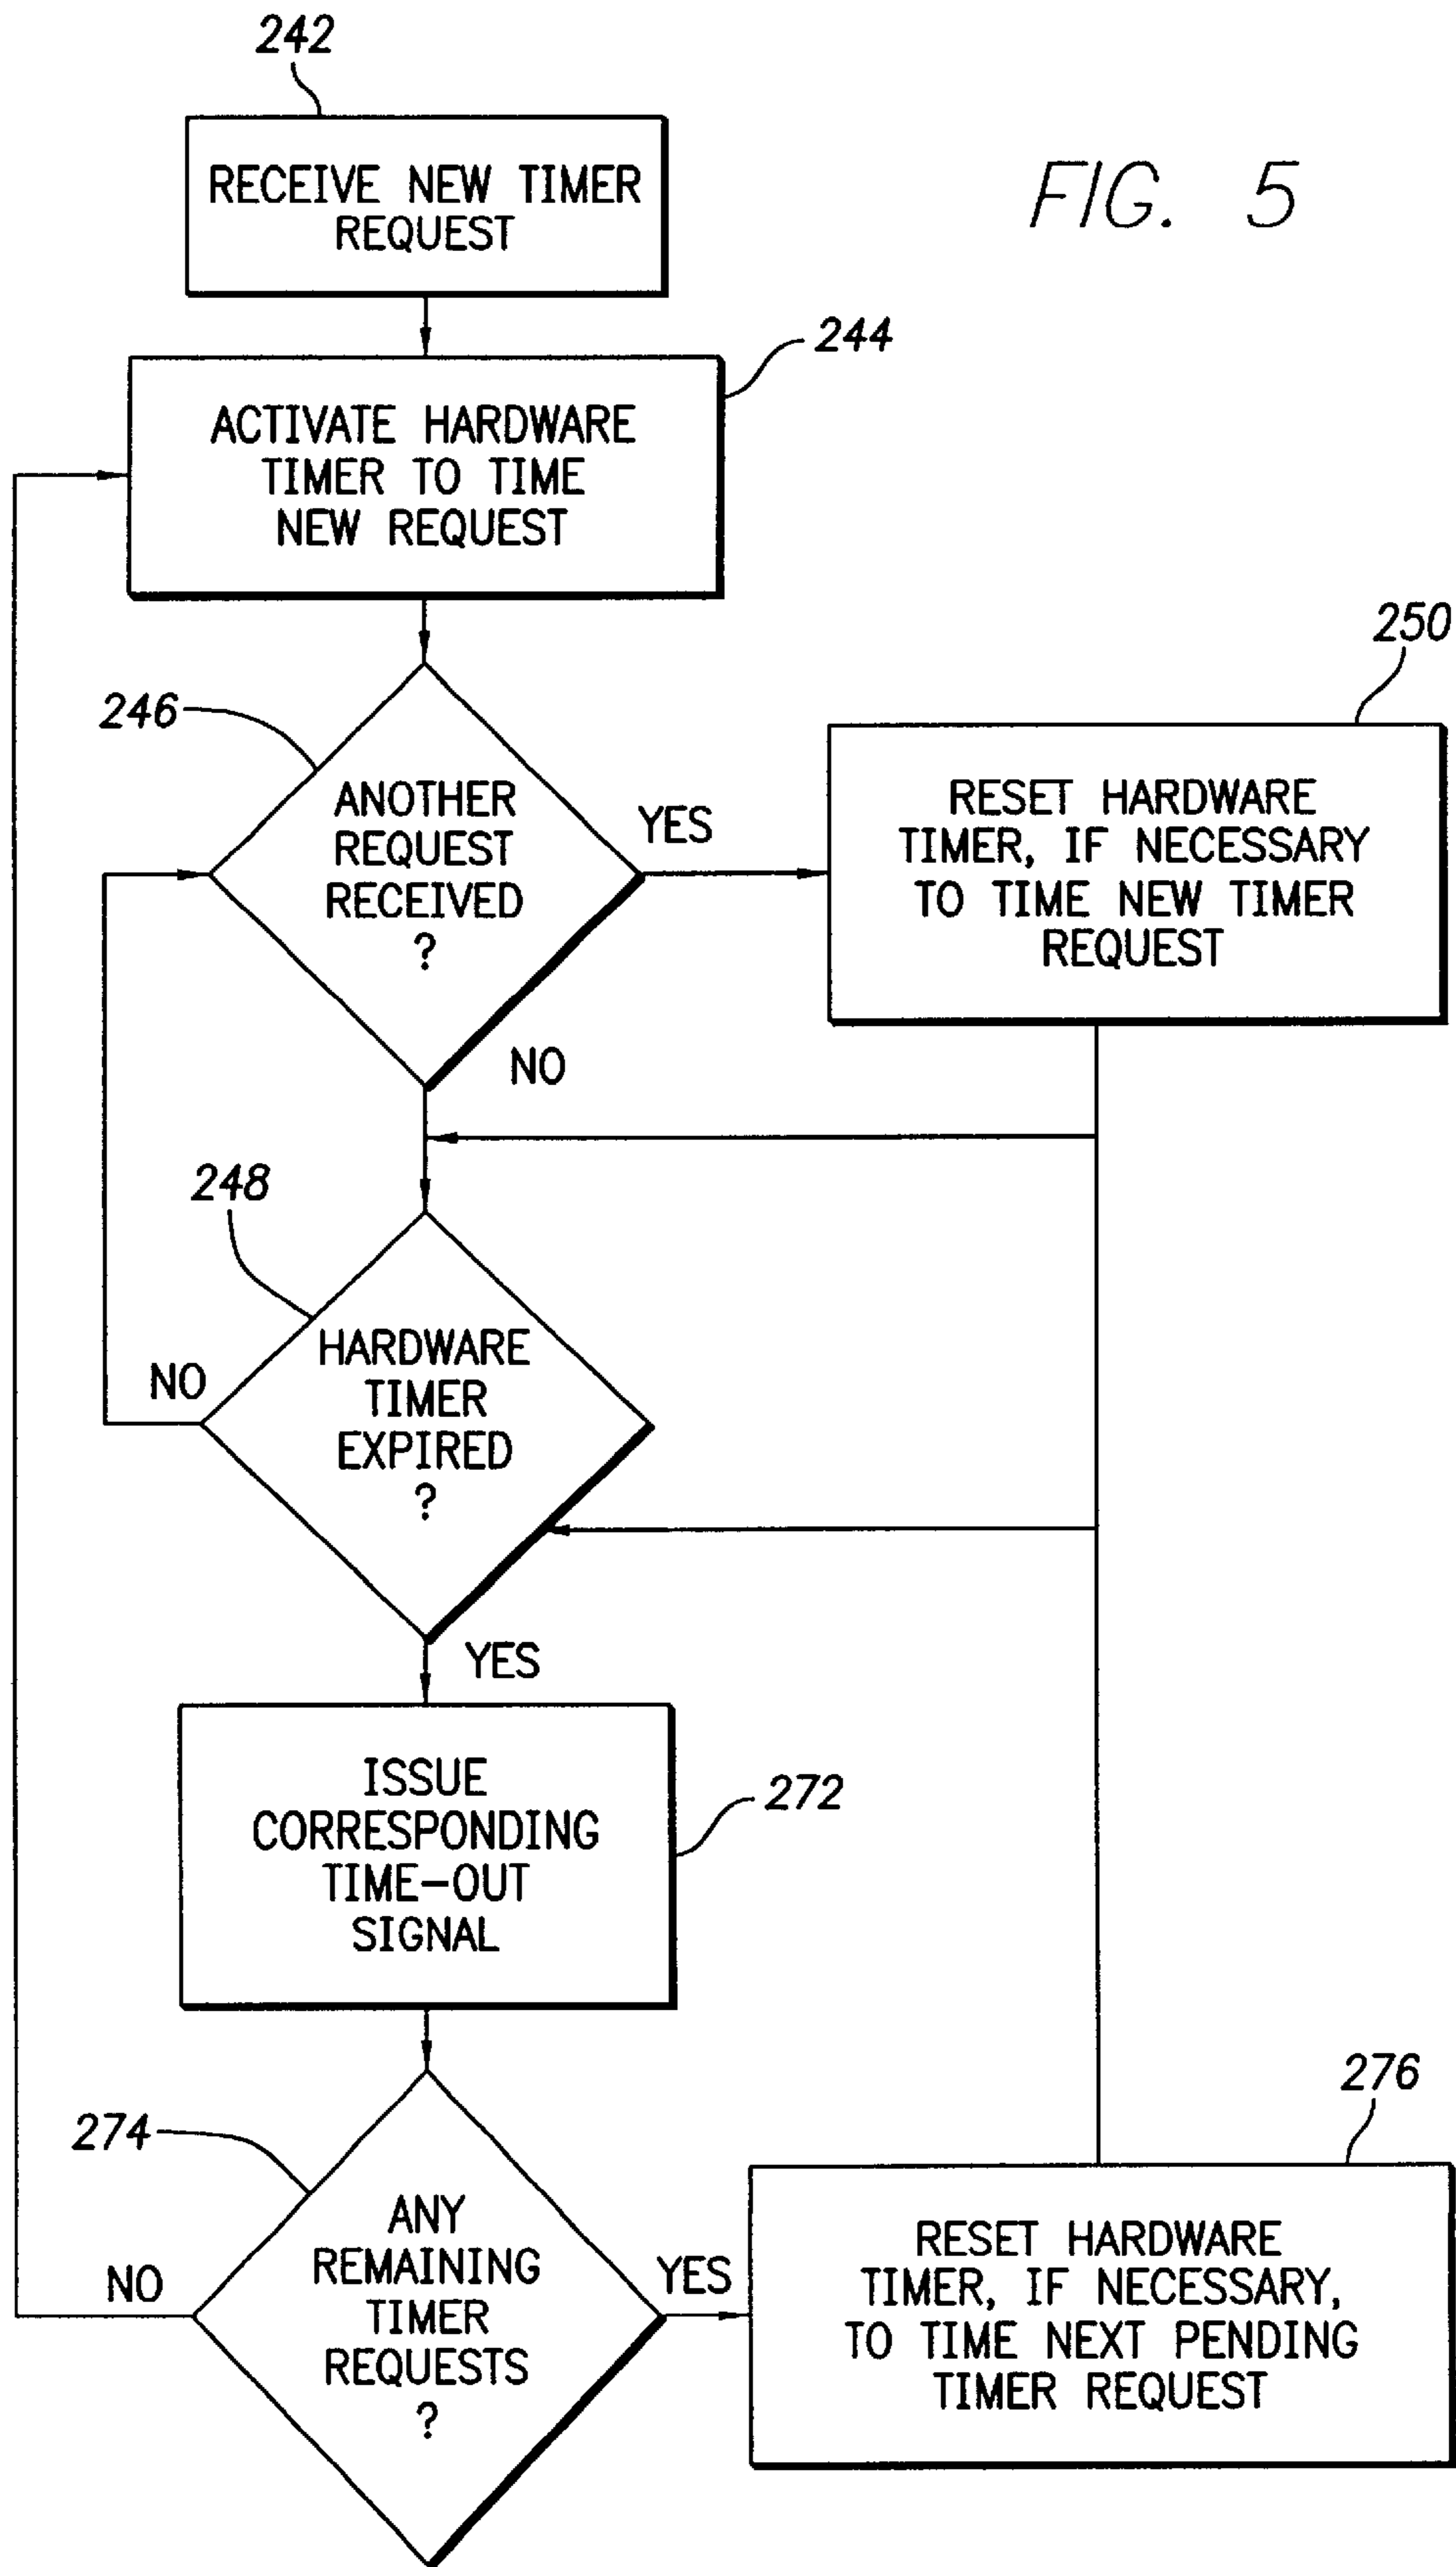 242
RECEIVE NEW TIMER
REQUEST
FIG. 5
244
ACTIVATE HARDWARE
TIMER TO TIME
NEW REQUEST
246
ANOTHER
REQUEST
RECEIVED
?
YES
NO
250
RESET HARDWARE
TIMER, IF NECESSARY
TO TIME NEW TIMER
REQUEST
248
HARDWARE
TIMER
EXPIRED
?
NO
YES
272
ISSUE
CORRESPONDING
TIME-OUT
SIGNAL
274
ANY
REMAINING
TIMER
REQUESTS
?
NO
YES
276
RESET HARDWARE
TIMER, IF NECESSARY,
TO TIME NEXT PENDING
TIMER REQUEST